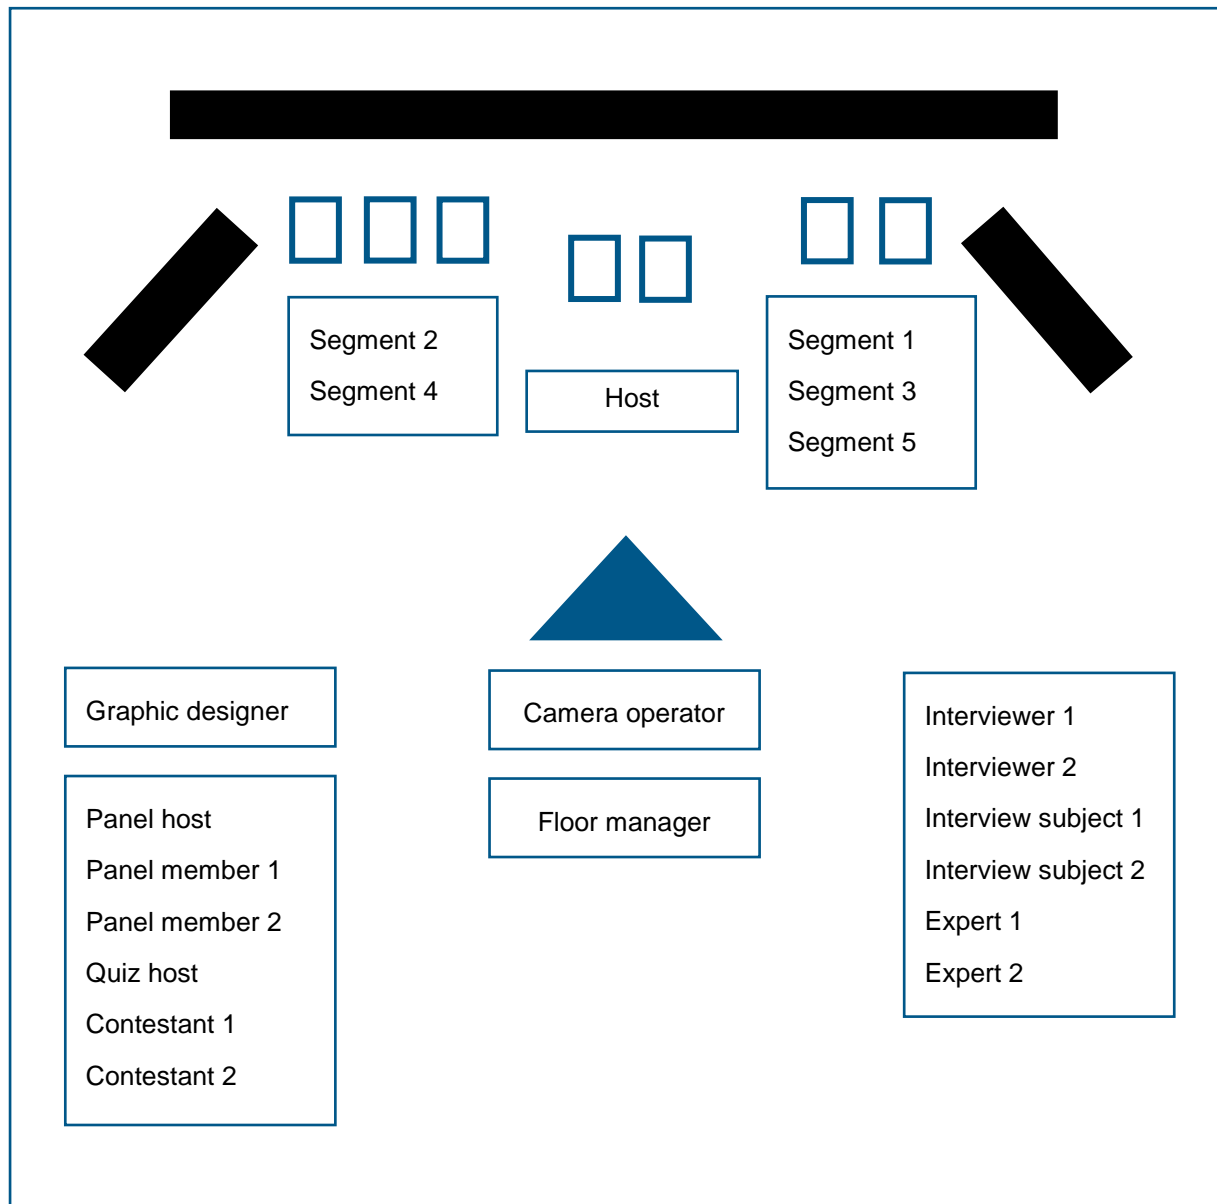 Segment 2
Segment 4
Host
Segment 1
Segment 3
Segment 5
Graphic designer
Panel host
Panel member 1
Panel member 2
Quiz host
Contestant 1
Contestant 2
Camera operator
Floor manager
Interviewer 1
Interviewer 2
Interview subject 1
Interview subject 2
Expert 1
Expert 2